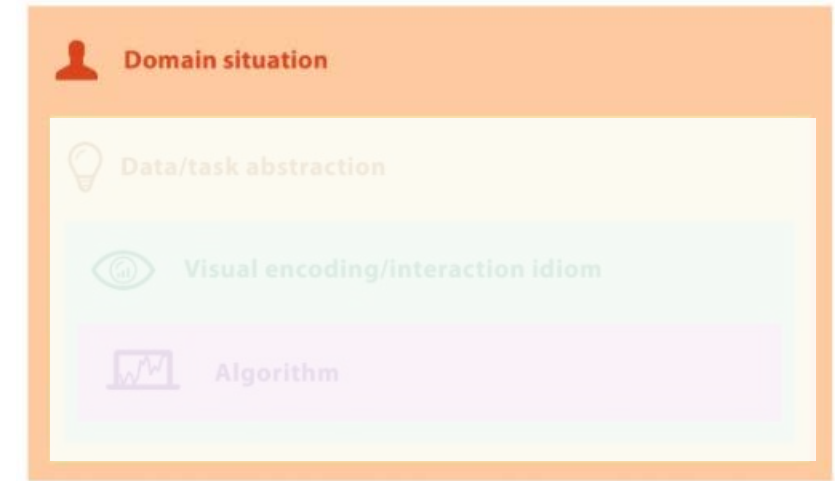 Domain situation
Data/task abstraction
Visual encoding/interaction idiom
Algorithm